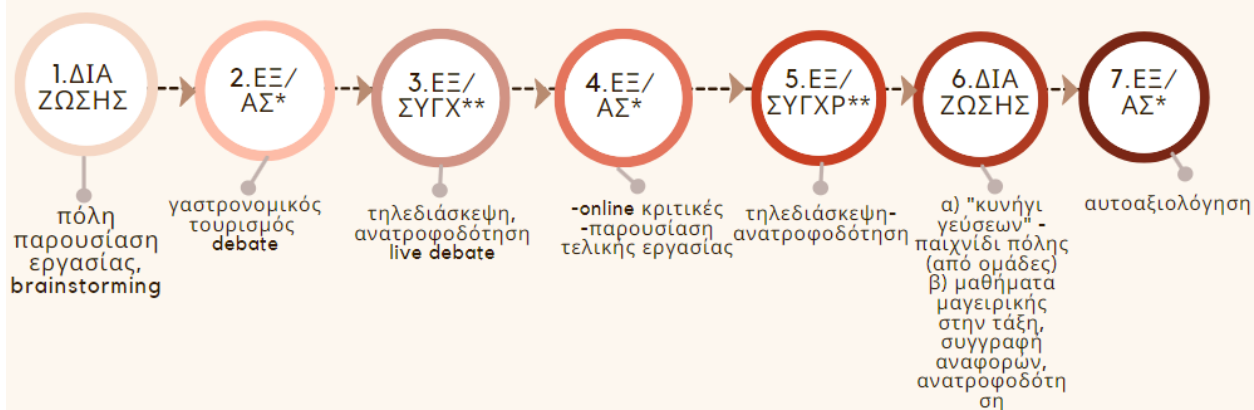 1.ΔΙΑ
ΖΩΣΗΣ
2.ΕΞ/
ΑΣ*
3.ΕΞ/
ΣΥΓΧ**
4.ΕΞ/
ΑΣ*
5.ΕΞ/
ΣΥΓΧΡ**
6.ΔΙΑ
ΖΩΣΗΣ
7.ΕΞ/
ΑΣ*
πόλη
παρουσίαση
εργασίας,
brainstorming
γαστρονομικός
τουρισμός
debate
τηλεδιάσκεψη,
ανατροφοδότηση
live debate
-online κριτικές
-παρουσίαση
τελικής εργασίας
τηλεδιάσκεψη-
ανατροφοδότηση
α) "κυνήγι
γεύσεων" -
παιχνίδι πόλης
(από ομάδες)
β) μαθήματα
μαγειρικής
στην τάξη,
συγγραφή
αναφορών,
ανατροφοδότη
ση
αυτοαξιολόγηση